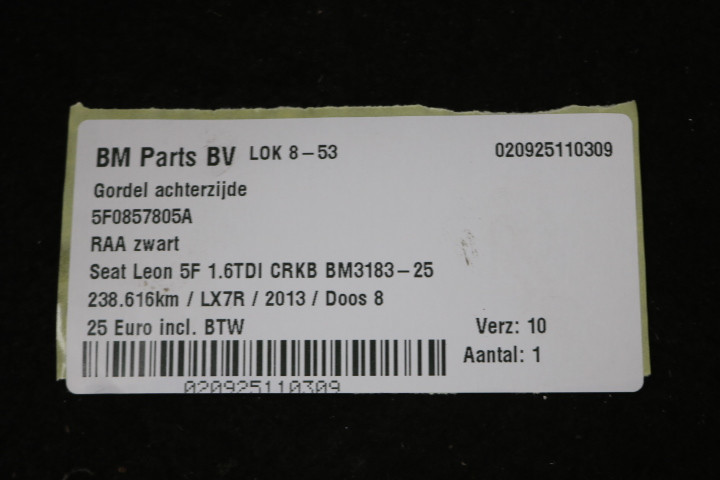 BM Parts BV LOK 8-53 020925110309
Gordel achterzijde
5F0857805A
RAA zwart
Seat Leon 5F 1.6TDI CRKB BM3183-25
238.616km / LX7R / 2013 / Doos 8
25 Euro incl. BTW Verz: 10
Aantal: 1
020925110309